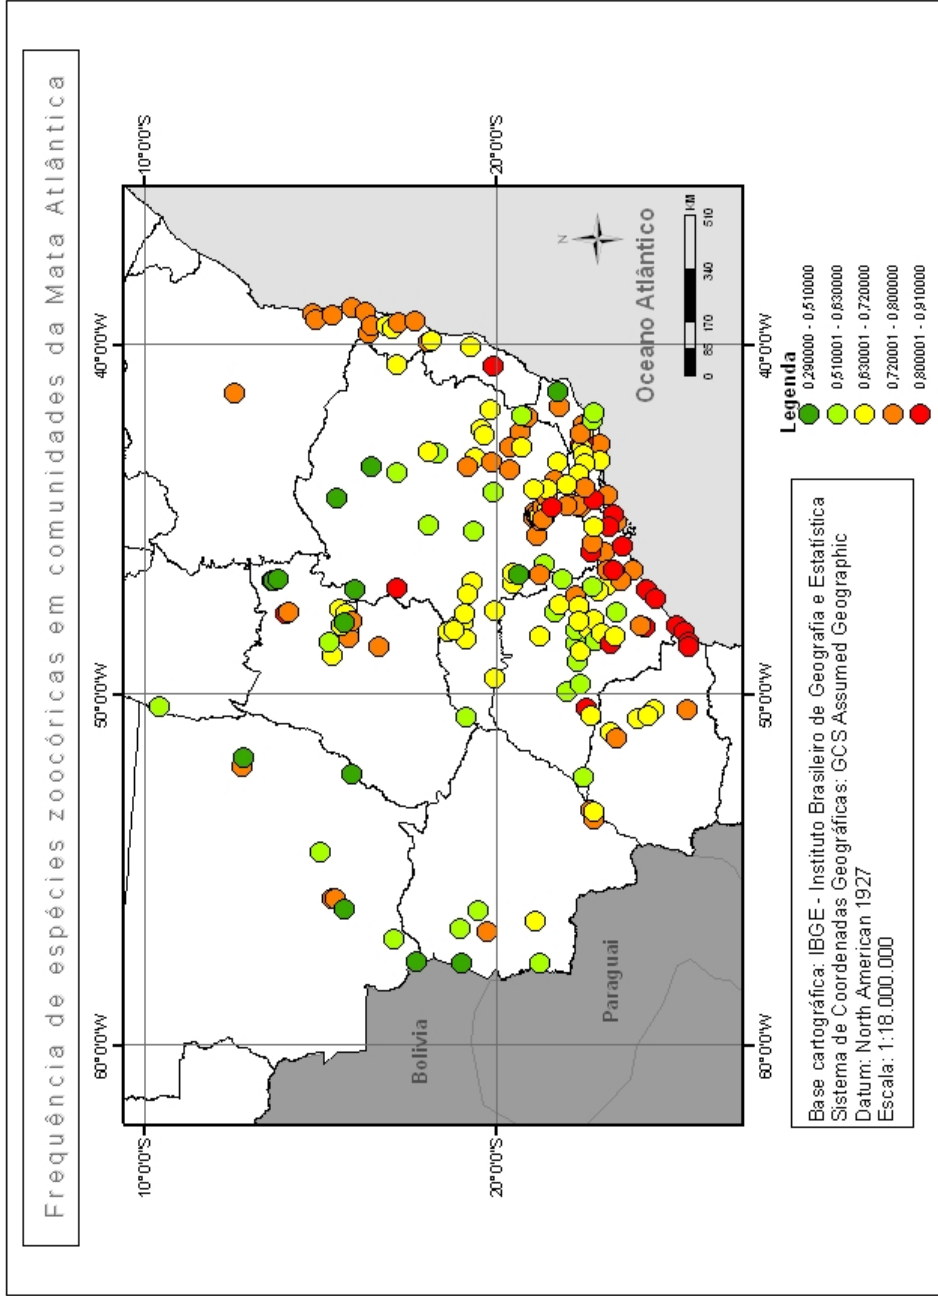 Frequência de espécies zoocóricas em comunidades da Mata Atlântica
60°0'0"W
50°0'0"W
40°0'0"W
10°0'0"S
10°0'0"S
20°0'0"S
20°0'0"S
Bolívia
Paraguai
Oceano Atlântico
N
0 85 170 340 510
KM
60°0'0"W
50°0'0"W
40°0'0"W
Base cartográfica: IBGE - Instituto Brasileiro de Geografia e Estatística
Sistema de Coordenadas Geográficas: GCS Assumed Geographic
Datum: North American 1927
Escala: 1:18.000.000
Legenda
0,290000 - 0,510000
0,510001 - 0,630000
0,630001 - 0,720000
0,720001 - 0,800000
0,800001 - 0,910000